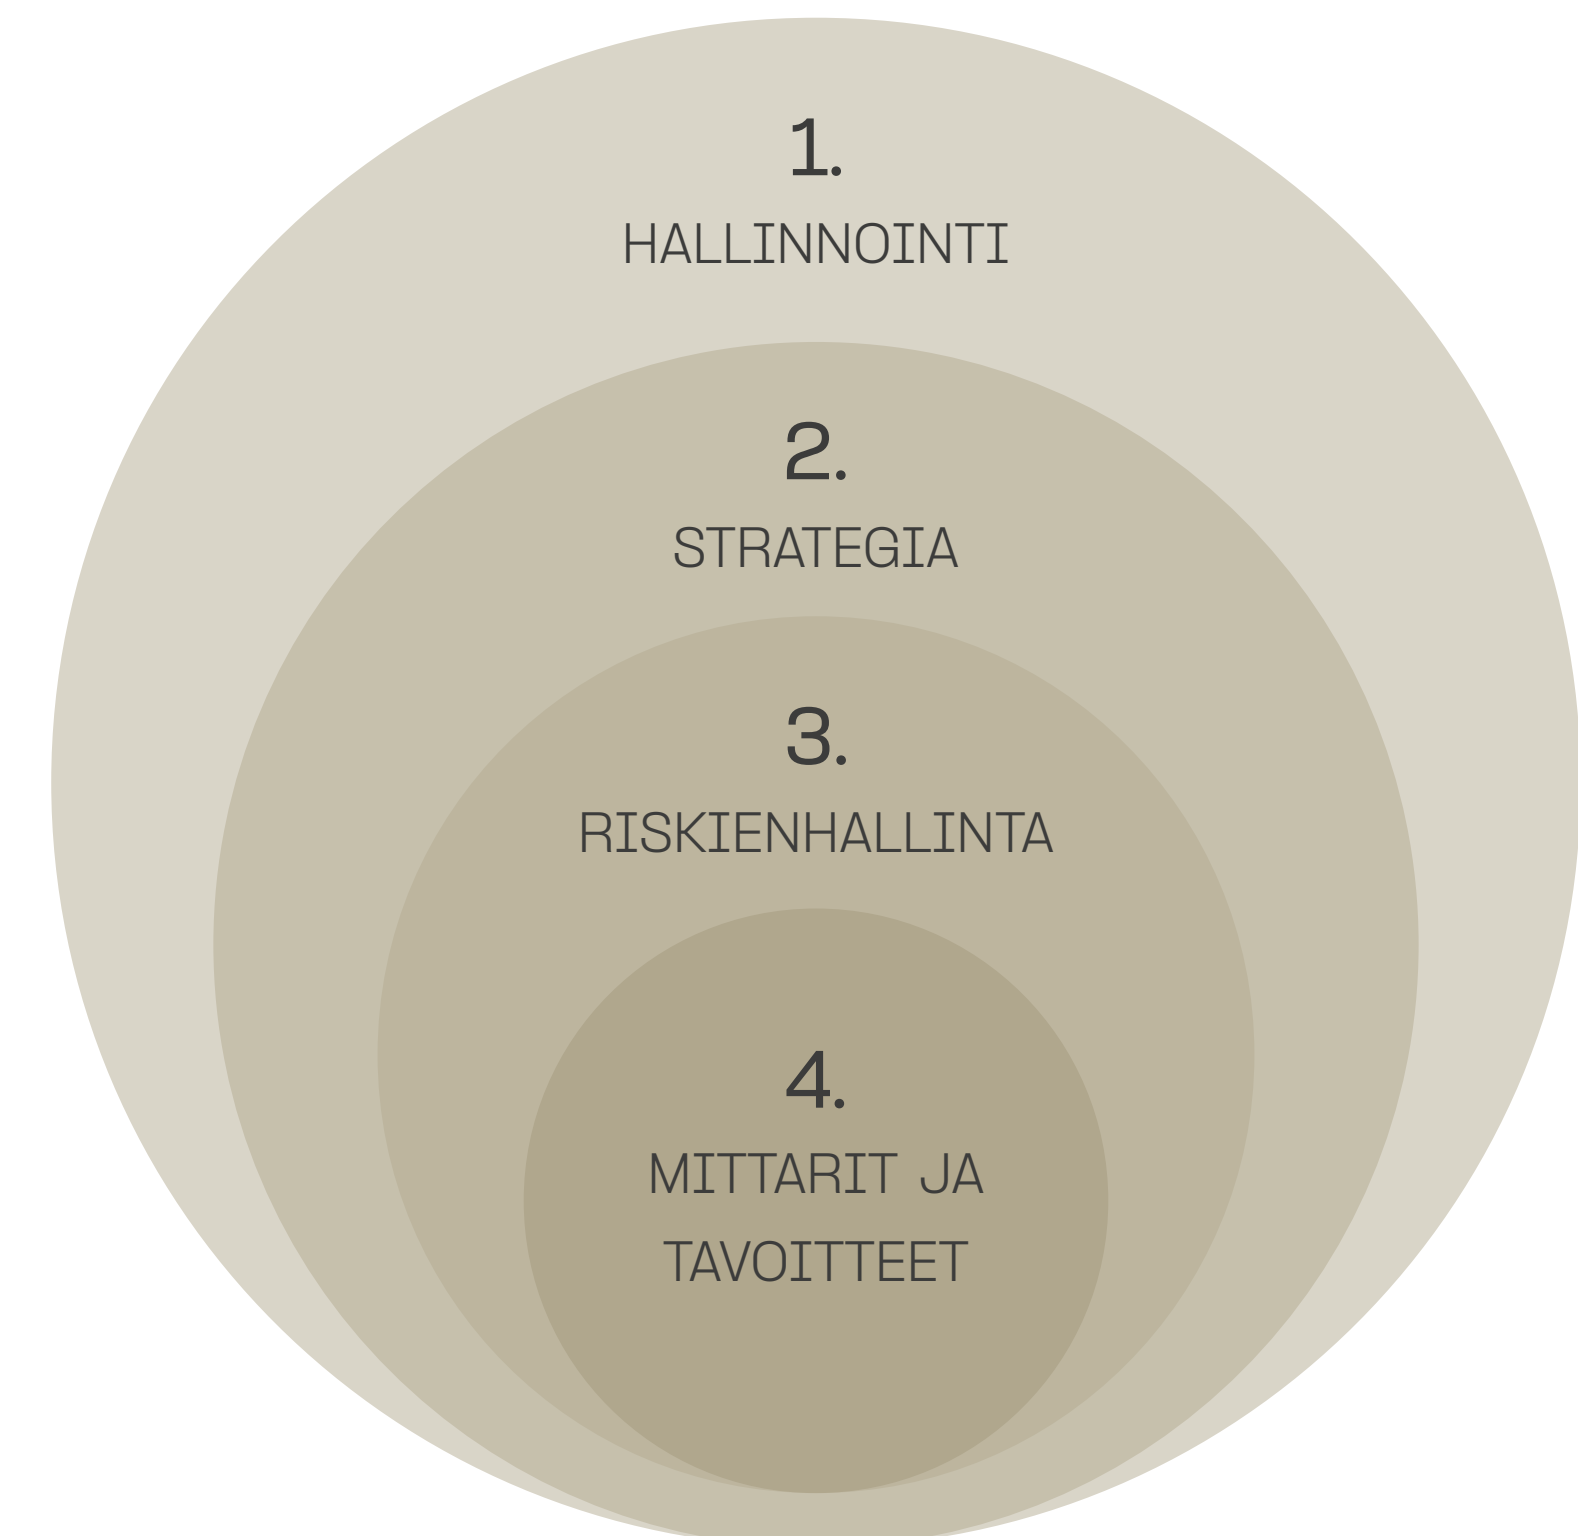 1.
HALLINNOINTI
2.
STRATEGIA
3.
RISKIENHALLINTA
4.
MITTARIT JA
TAVOITTEET